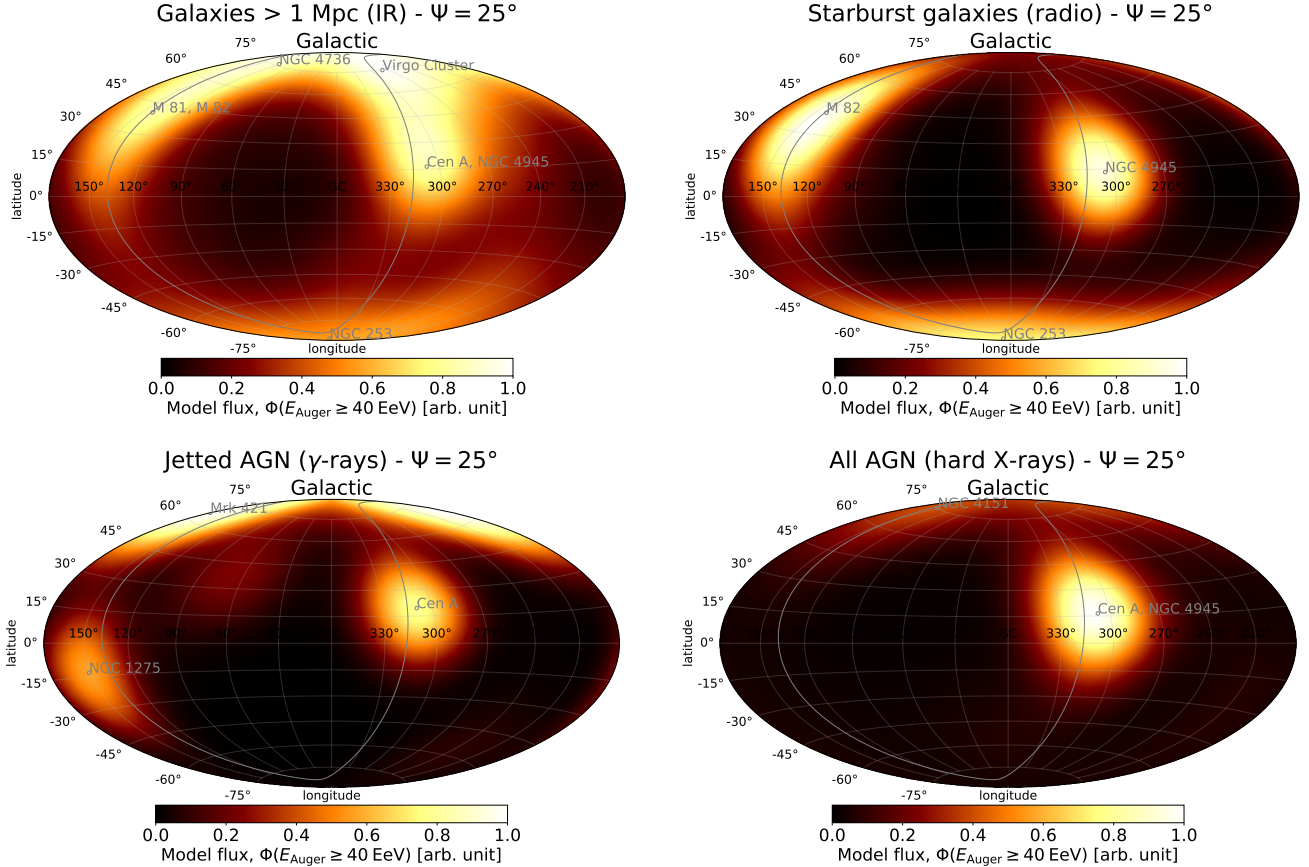 Galaxies > 1 Mpc (IR) - Ψ = 25°
Galactic
75°
60°
45°
30°
15°
0°
-15°
-30°
-45°
-60°
-75°
latitude
longitude
NGC 4736
Virgo Cluster
M 81, M 82
Cen A, NGC 4945
NGC 253
150° 120° 90° 60° GC 330° 300° 270° 240° 210°
0.0 0.2 0.4 0.6 0.8 1.0
Model flux, Φ(E_Auger ≥ 40 EeV) [arb. unit]
Starburst galaxies (radio) - Ψ = 25°
Galactic
75°
60°
45°
30°
15°
0°
-15°
-30°
-45°
-60°
-75°
latitude
longitude
M 82
NGC 4945
NGC 253
150° 120° 90° 330° 300° 270° 210°
0.0 0.2 0.4 0.6 0.8 1.0
Model flux, Φ(E_Auger ≥ 40 EeV) [arb. unit]
Jetted AGN (γ-rays) - Ψ = 25°
Galactic
75°
60°
45°
30°
15°
0°
-15°
-30°
-45°
-60°
-75°
latitude
longitude
Mrk 421
Cen A
NGC 1275
150° 120° 90° 60° 330° 300° 270°
0.0 0.2 0.4 0.6 0.8 1.0
Model flux, Φ(E_Auger ≥ 40 EeV) [arb. unit]
All AGN (hard X-rays) - Ψ = 25°
Galactic
75°
60°
45°
30°
15°
0°
-15°
-30°
-45°
-60°
-75°
latitude
longitude
NGC 4151
Cen A, NGC 4945
GC 330° 300° 270° 240° 210°
0.0 0.2 0.4 0.6 0.8 1.0
Model flux, Φ(E_Auger ≥ 40 EeV) [arb. unit]